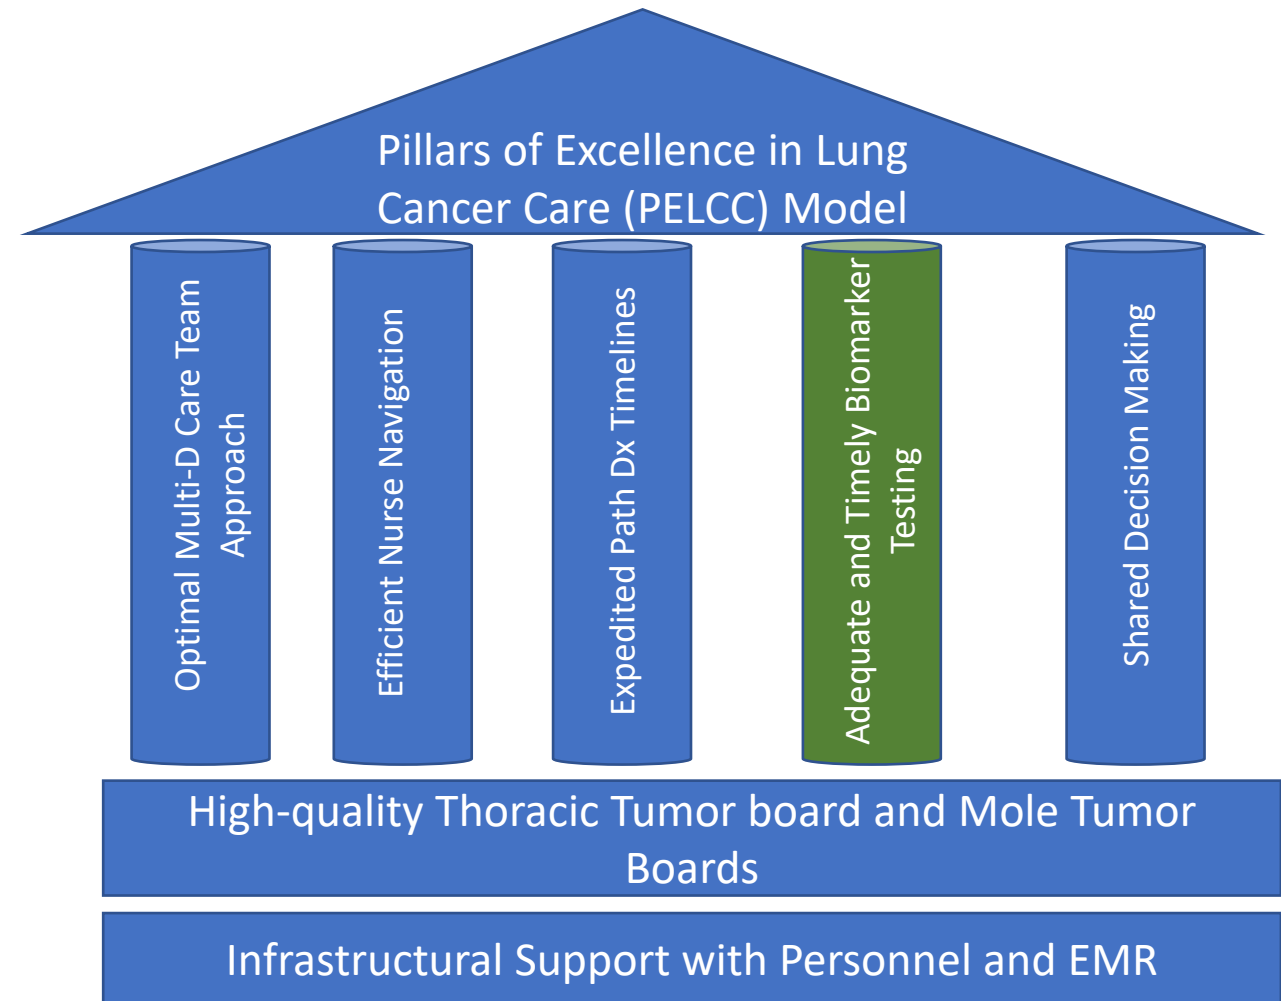 Pillars of Excellence in Lung
Cancer Care (PELCC) Model
Optimal Multi-D Care Team
Approach
Efficient Nurse Navigation
Expedited Path Dx Timelines
Adequate and Timely Biomarker
Testing
Shared Decision Making
High-quality Thoracic Tumor board and Mole Tumor
Boards
Infrastructural Support with Personnel and EMR